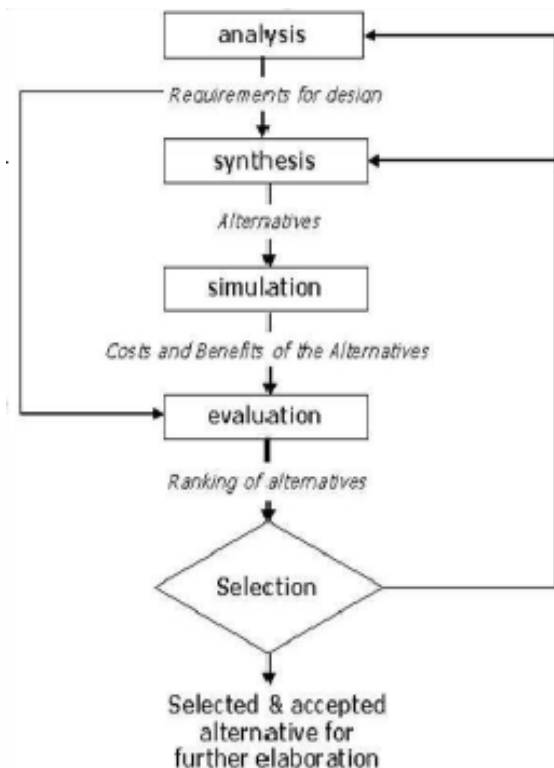 analysis
Requirements for design
synthesis
Alternatives
simulation
Costs and Benefits of the Alternatives
evaluation
Ranking of alternatives
Selection
Selected & accepted
alternative for
further elaboration